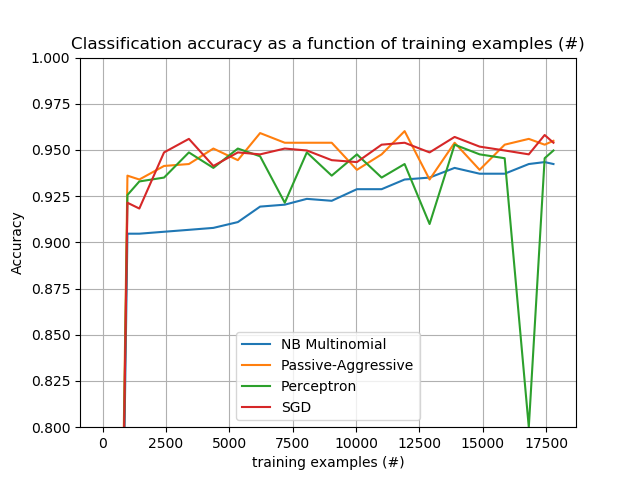 Classification accuracy as a function of training examples (#)
1.000
0.975
0.950
0.925
0.900
0.875
0.850
0.825
0.800
Accuracy
NB Multinomial
Passive-Aggressive
Perceptron
SGD
0 2500 5000 7500 10000 12500 15000 17500
training examples (#)